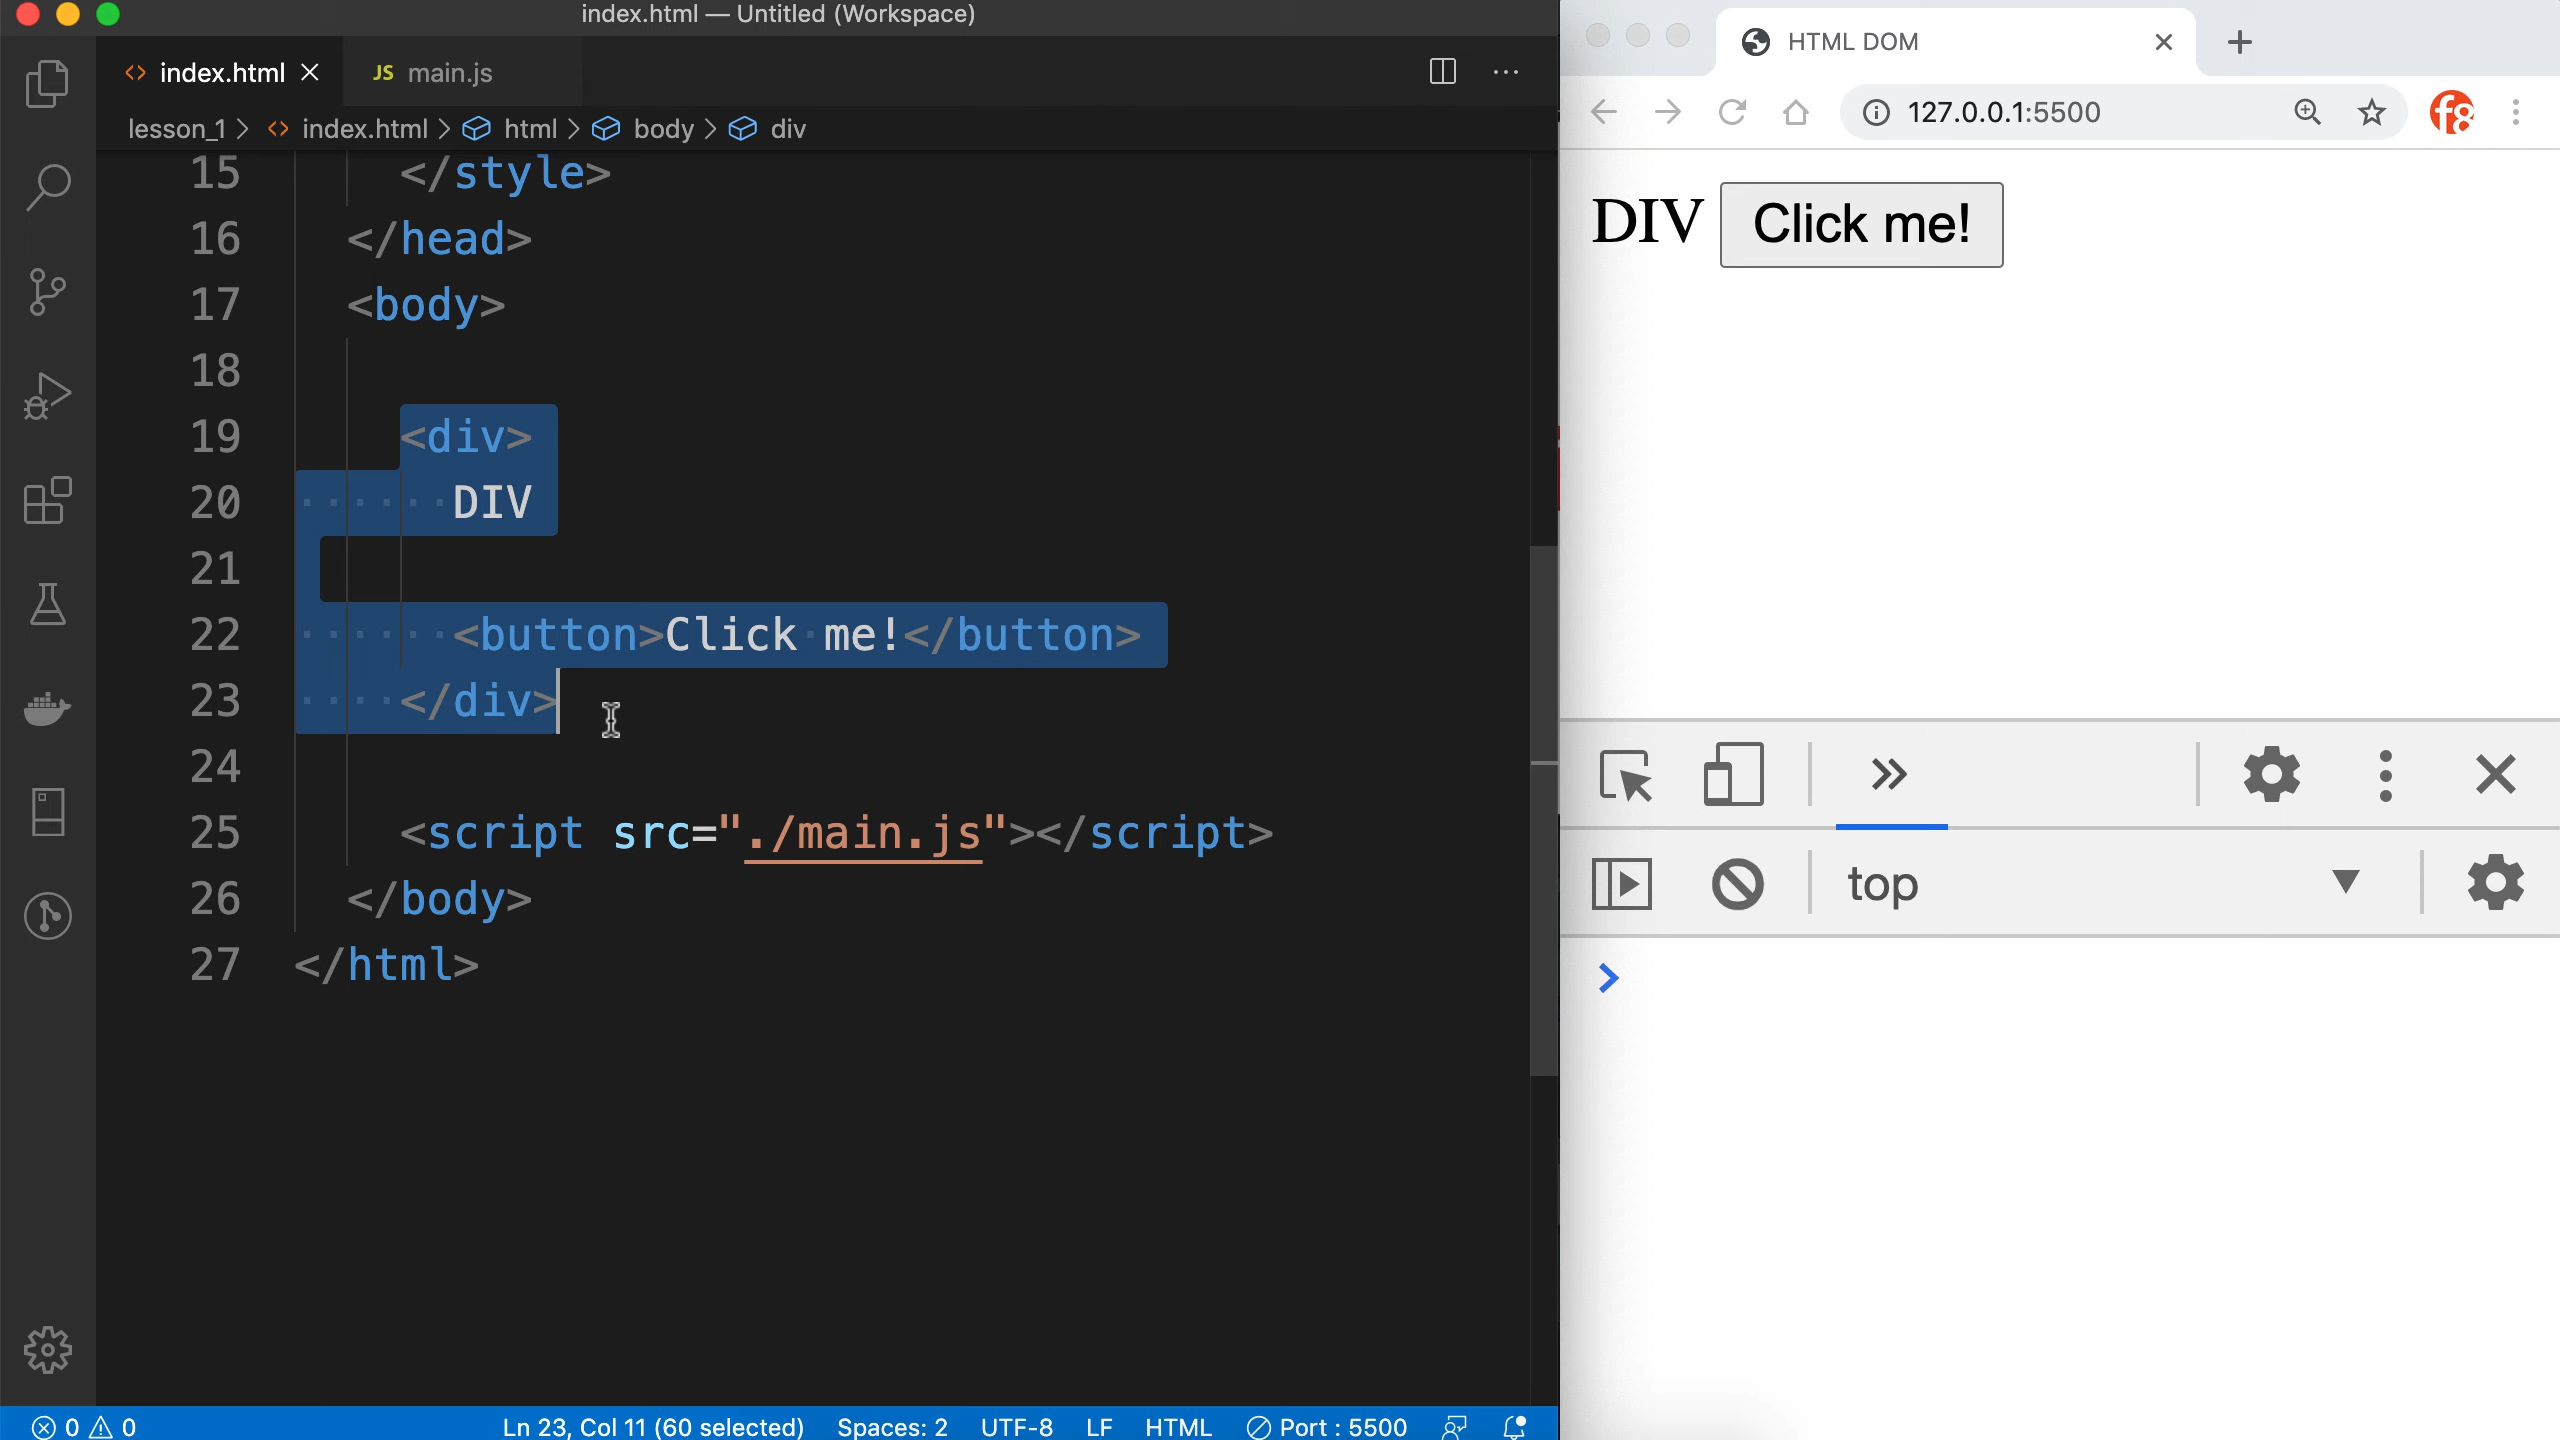 index.html — Untitled (Workspace)
index.html
JS main.js
lesson_1 > index.html > html > body > div
15 </style>
16 </head>
17 <body>
18
19 <div>
20 DIV
21
22 <button>Click me!</button>
23 </div>
24
25 <script src="./main.js"></script>
26 </body>
27 </html>
0 0 Ln 23, Col 11 (60 selected) Spaces: 2 UTF-8 LF HTML Port : 5500
HTML DOM
127.0.0.1:5500
f8
DIV Click me!
top